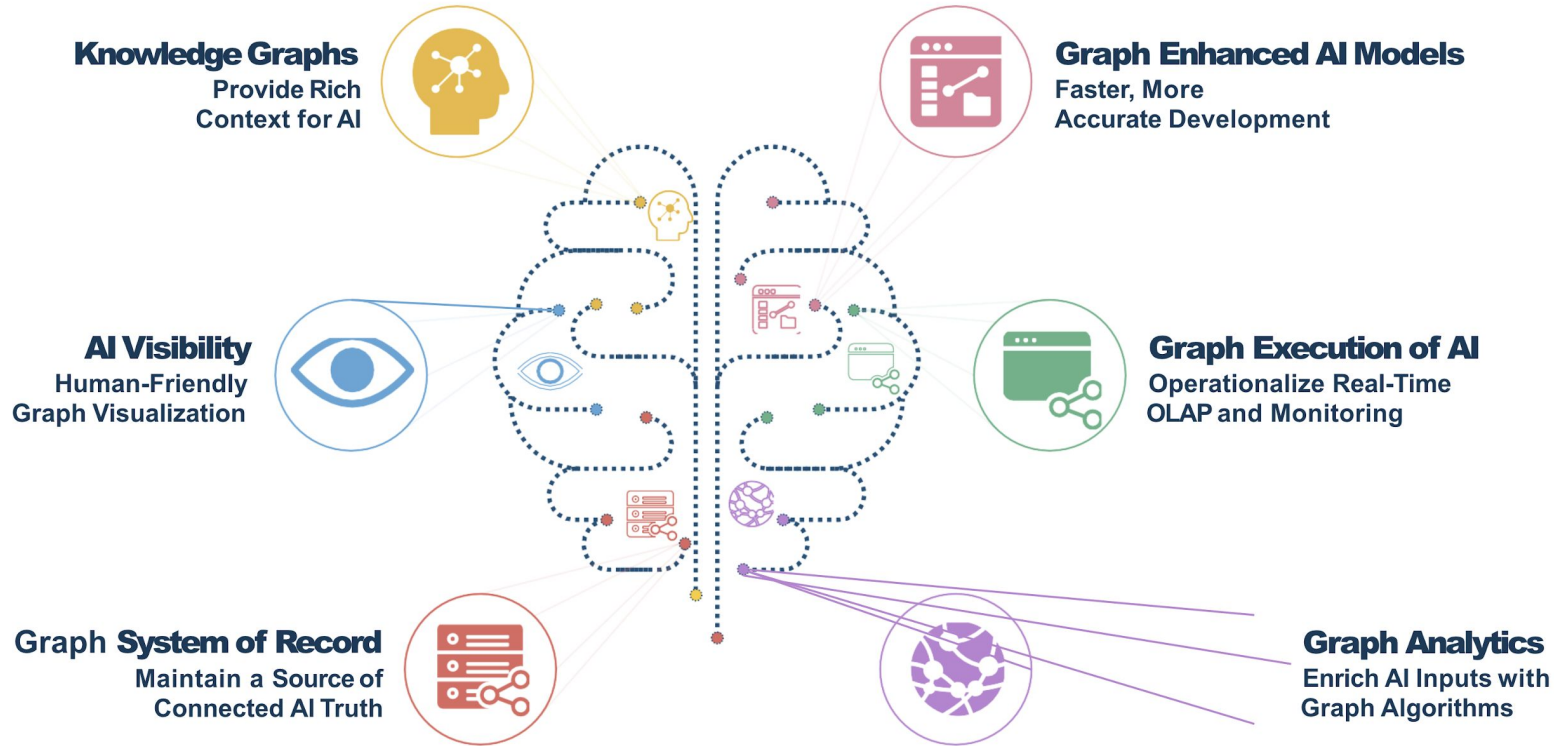 Knowledge Graphs
Provide Rich
Context for AI
Graph Enhanced AI Models
Faster, More
Accurate Development
AI Visibility
Human-Friendly
Graph Visualization
Graph Execution of AI
Operationalize Real-Time
OLAP and Monitoring
Graph System of Record
Maintain a Source of
Connected AI Truth
Graph Analytics
Enrich AI Inputs with
Graph Algorithms